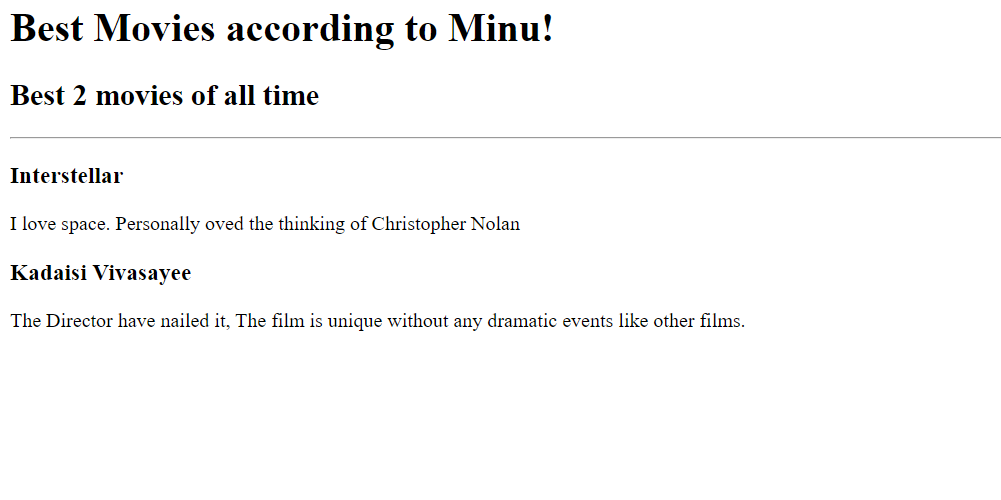 Best Movies according to Minu!
Best 2 movies of all time
Interstellar
I love space. Personally oved the thinking of Christopher Nolan
Kadaisi Vivasayee
The Director have nailed it, The film is unique without any dramatic events like other films.